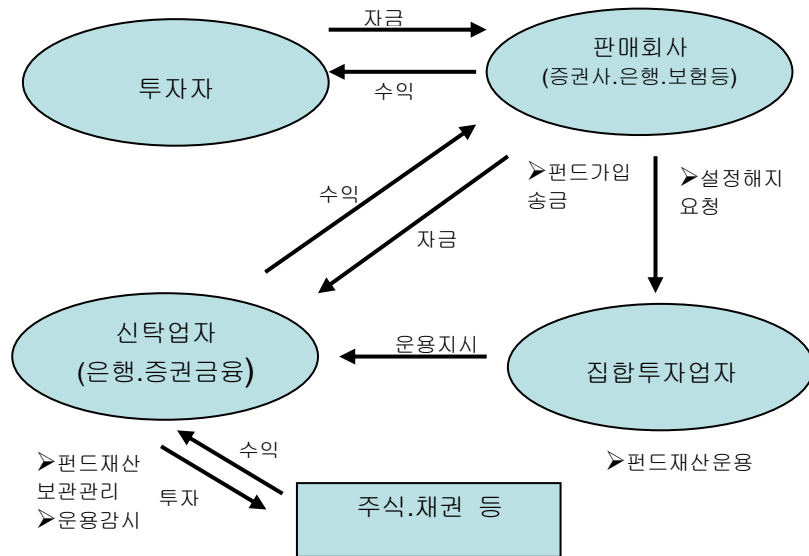 자금
판매회사
(증권사.은행.보험등)
투자자
수익
➢펀드가입
송금
➢설정해지
요청
수익
자금
신탁업자
(은행.증권금융)
운용지시
집합투자업자
➢펀드재산
보관관리
➢운용감시
수익
투자
➢펀드재산운용
주식.채권 등